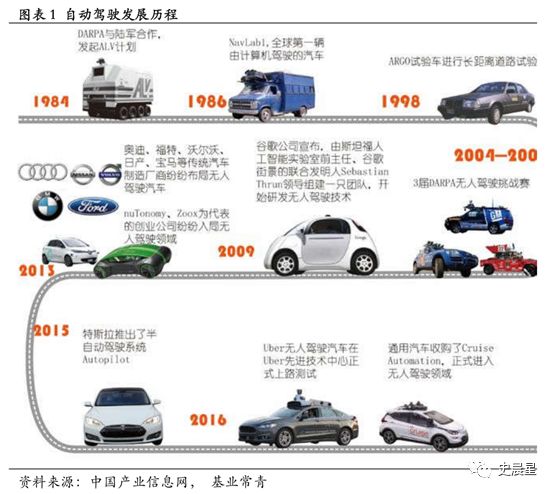 图表1 自动驾驶发展历程
DARPA与陆军合作，
发起ALV计划
1984
NavLab1,全球第一辆
由计算机驾驶的汽车
1986
ARGO试验车进行长距离道路试验
1998
2004—200
3届DARPA无人驾驶挑战赛
谷歌公司宣布，由斯坦福人
工智能实验室前主任、谷歌
街景的联合发明人Sebastian
Thrun领导组建一只团队，开
始研发无人驾驶技术
2009
Google
奥迪、福特、沃尔沃、
日产、宝马等传统汽车
制造厂商纷纷布局无人
驾驶汽车
NISSAN
VOLVO
BMW
Ford
nuTonomy、Zoox为代表
的创业公司纷纷入局无
人驾驶领域
2013
2015
特斯拉推出了半
自动驾驶系统
Autopilot
2016
Uber无人驾驶汽车在
Uber先进技术中心正
式上路测试
通用汽车收购了Cruise
Automation，正式进入
无人驾驶领域
史晨星
资料来源：中国产业信息网， 基业常青